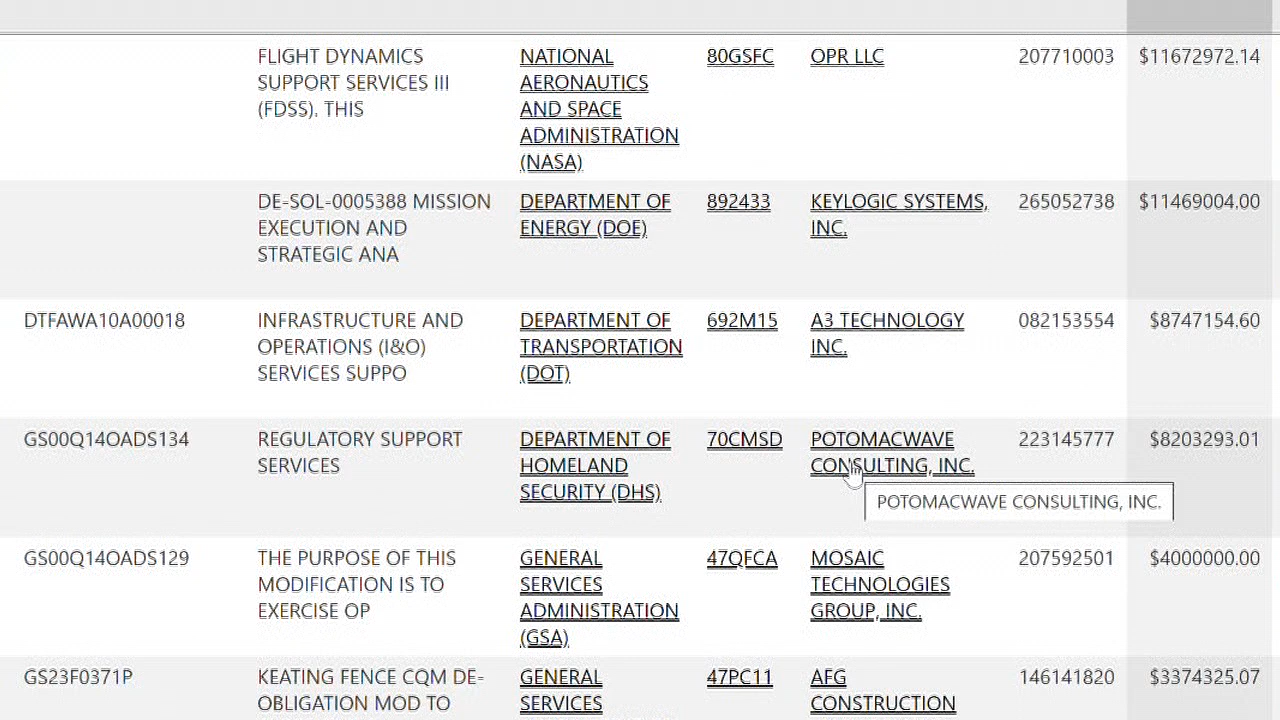 FLIGHT DYNAMICS
SUPPORT SERVICES III
(FDSS). THIS
NATIONAL
AERONAUTICS
AND SPACE
ADMINISTRATION
(NASA)
80GSFC
OPR LLC
207710003
$11672972.14
DE-SOL-0005388 MISSION
EXECUTION AND
STRATEGIC ANA
DEPARTMENT OF
ENERGY (DOE)
892433
KEYLOGIC SYSTEMS,
INC.
265052738
$11469004.00
DTFAWA10A00018
INFRASTRUCTURE AND
OPERATIONS (I&O)
SERVICES SUPPO
DEPARTMENT OF
TRANSPORTATION
(DOT)
692M15
A3 TECHNOLOGY
INC.
082153554
$8747154.60
GS00Q14OADS134
REGULATORY SUPPORT
SERVICES
DEPARTMENT OF
HOMELAND
SECURITY (DHS)
70CMSD
POTOMACWAVE
CONSULTING, INC.
223145777
$8203293.01
POTOMACWAVE CONSULTING, INC.
GS00Q14OADS129
THE PURPOSE OF THIS
MODIFICATION IS TO
EXERCISE OP
GENERAL
SERVICES
ADMINISTRATION
(GSA)
47QFCA
MOSAIC
TECHNOLOGIES
GROUP, INC.
207592501
$4000000.00
GS23F0371P
KEATING FENCE CQM DE-
OBLIGATION MOD TO
GENERAL
SERVICES
47PC11
AFG
CONSTRUCTION
146141820
$3374325.07